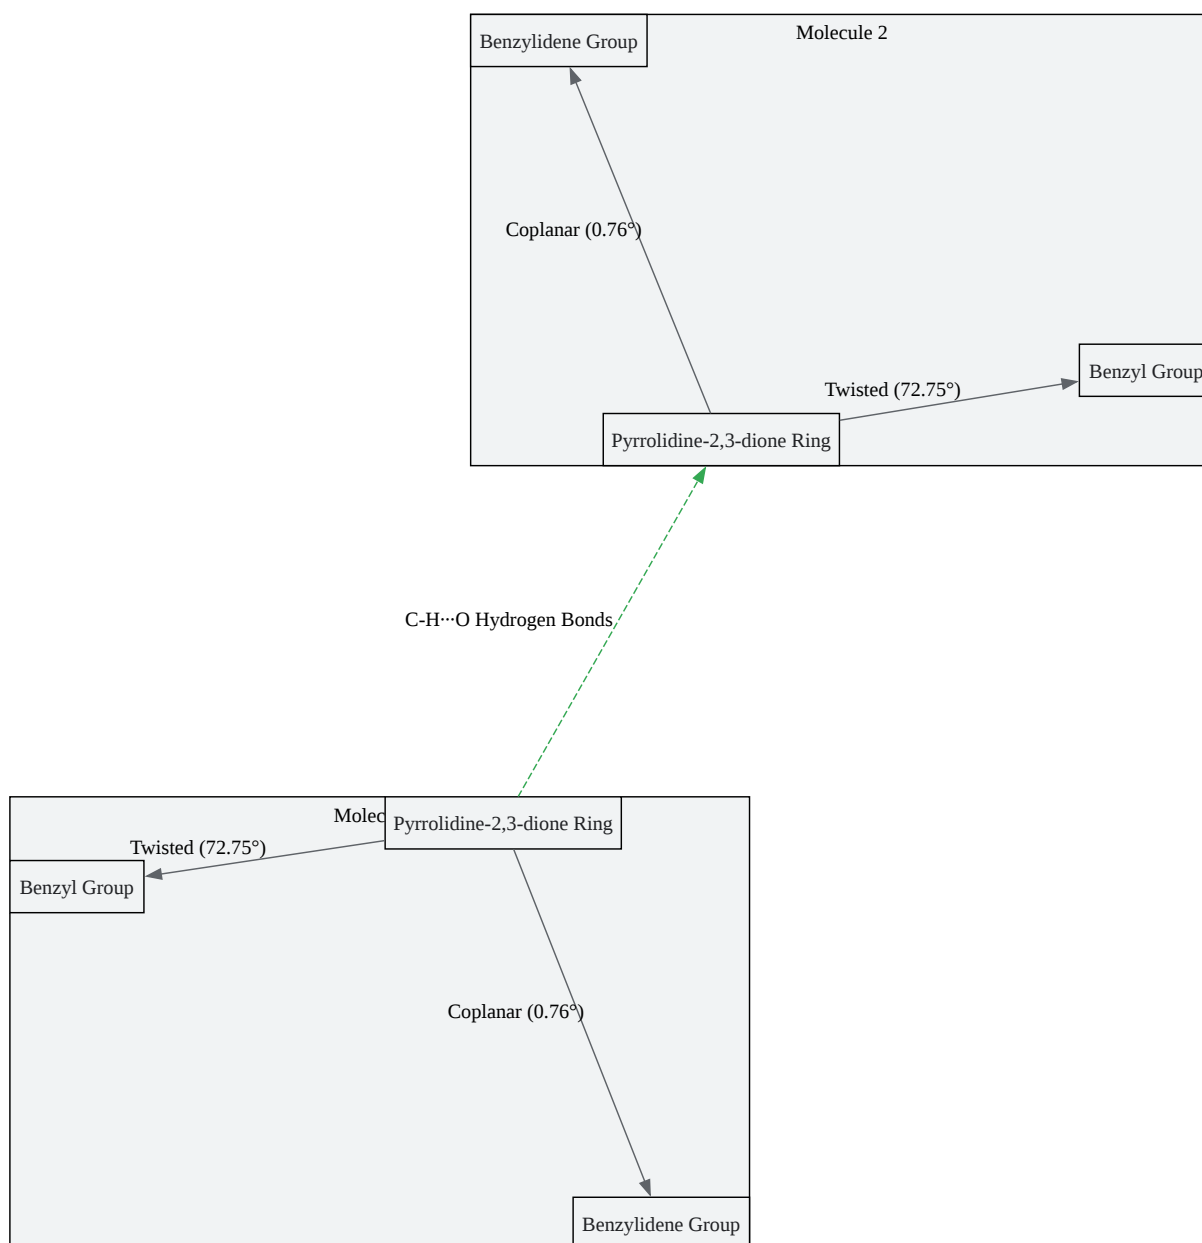 Molecule 2
Benzylidene Group
Coplanar (0.76°)
Benzyl Group
Twisted (72.75°)
Pyrrolidine-2,3-dione Ring
C-H···O Hydrogen Bonds
Molec
Pyrrolidine-2,3-dione Ring
Twisted (72.75°)
Benzyl Group
Coplanar (0.76°)
Benzylidene Group